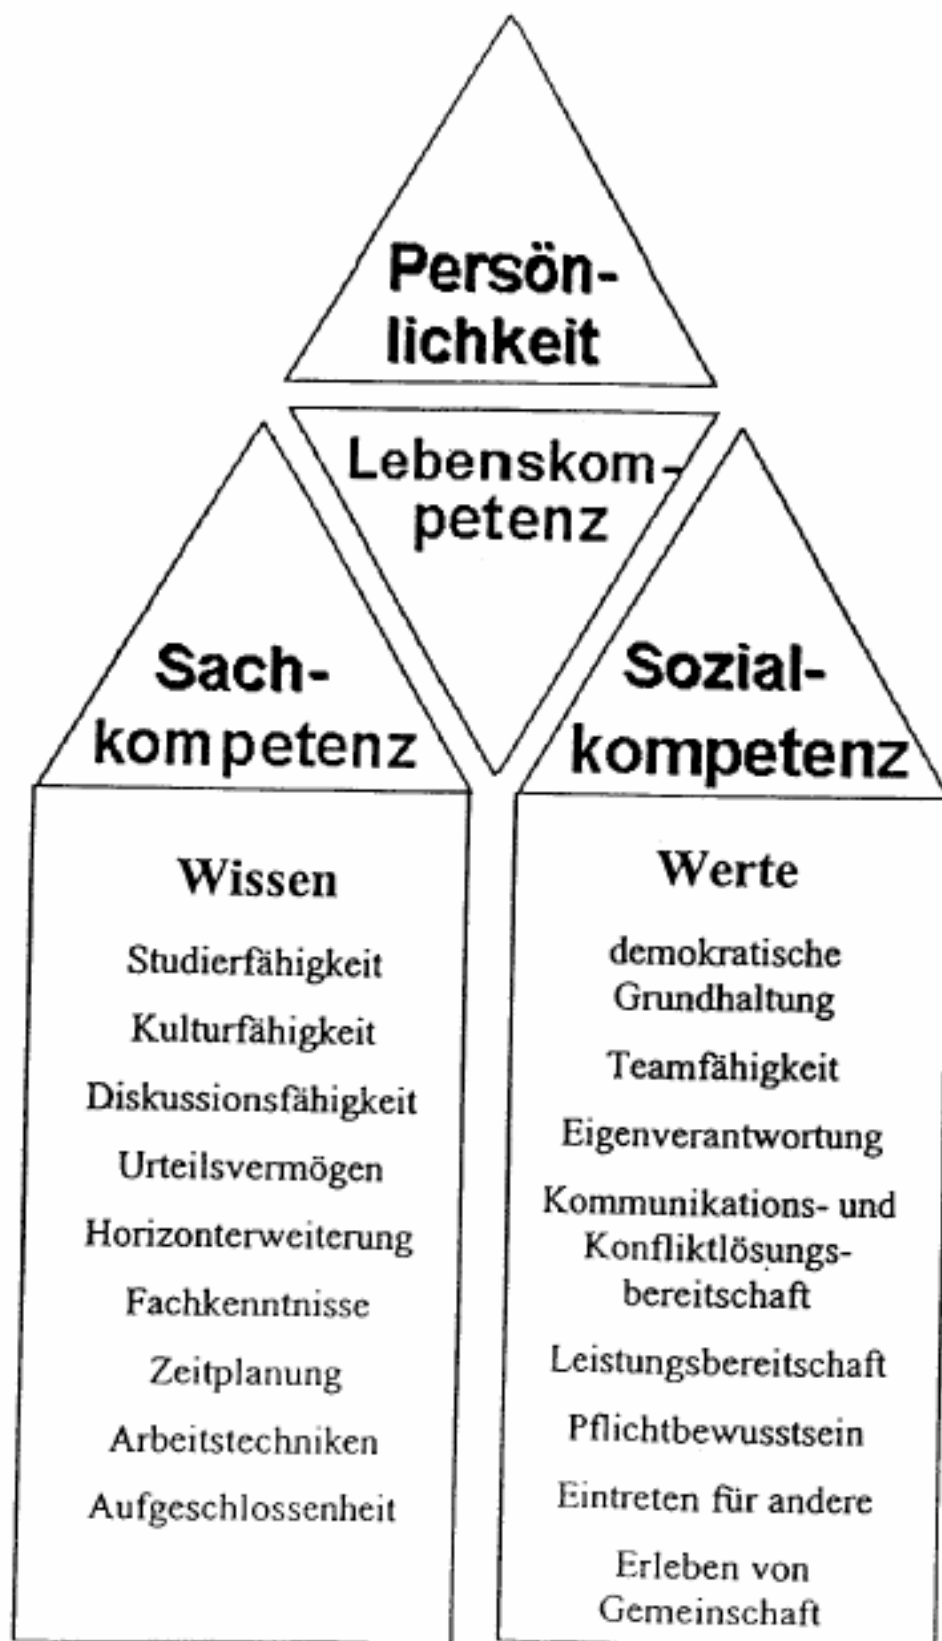 Persön-
lichkeit
Lebenskom-
petenz
Sach-
kompetenz
Wissen
Studierfähigkeit
Kulturfähigkeit
Diskussionsfähigkeit
Urteilsvermögen
Horizonterweiterung
Fachkenntnisse
Zeitplanung
Arbeitstechniken
Aufgeschlossenheit
Sozial-
kompetenz
Werte
demokratische
Grundhaltung
Teamfähigkeit
Eigenverantwortung
Kommunikations- und
Konfliktlösungs-
bereitschaft
Leistungsbereitschaft
Pflichtbewusstsein
Eintreten für andere
Erleben von
Gemeinschaft